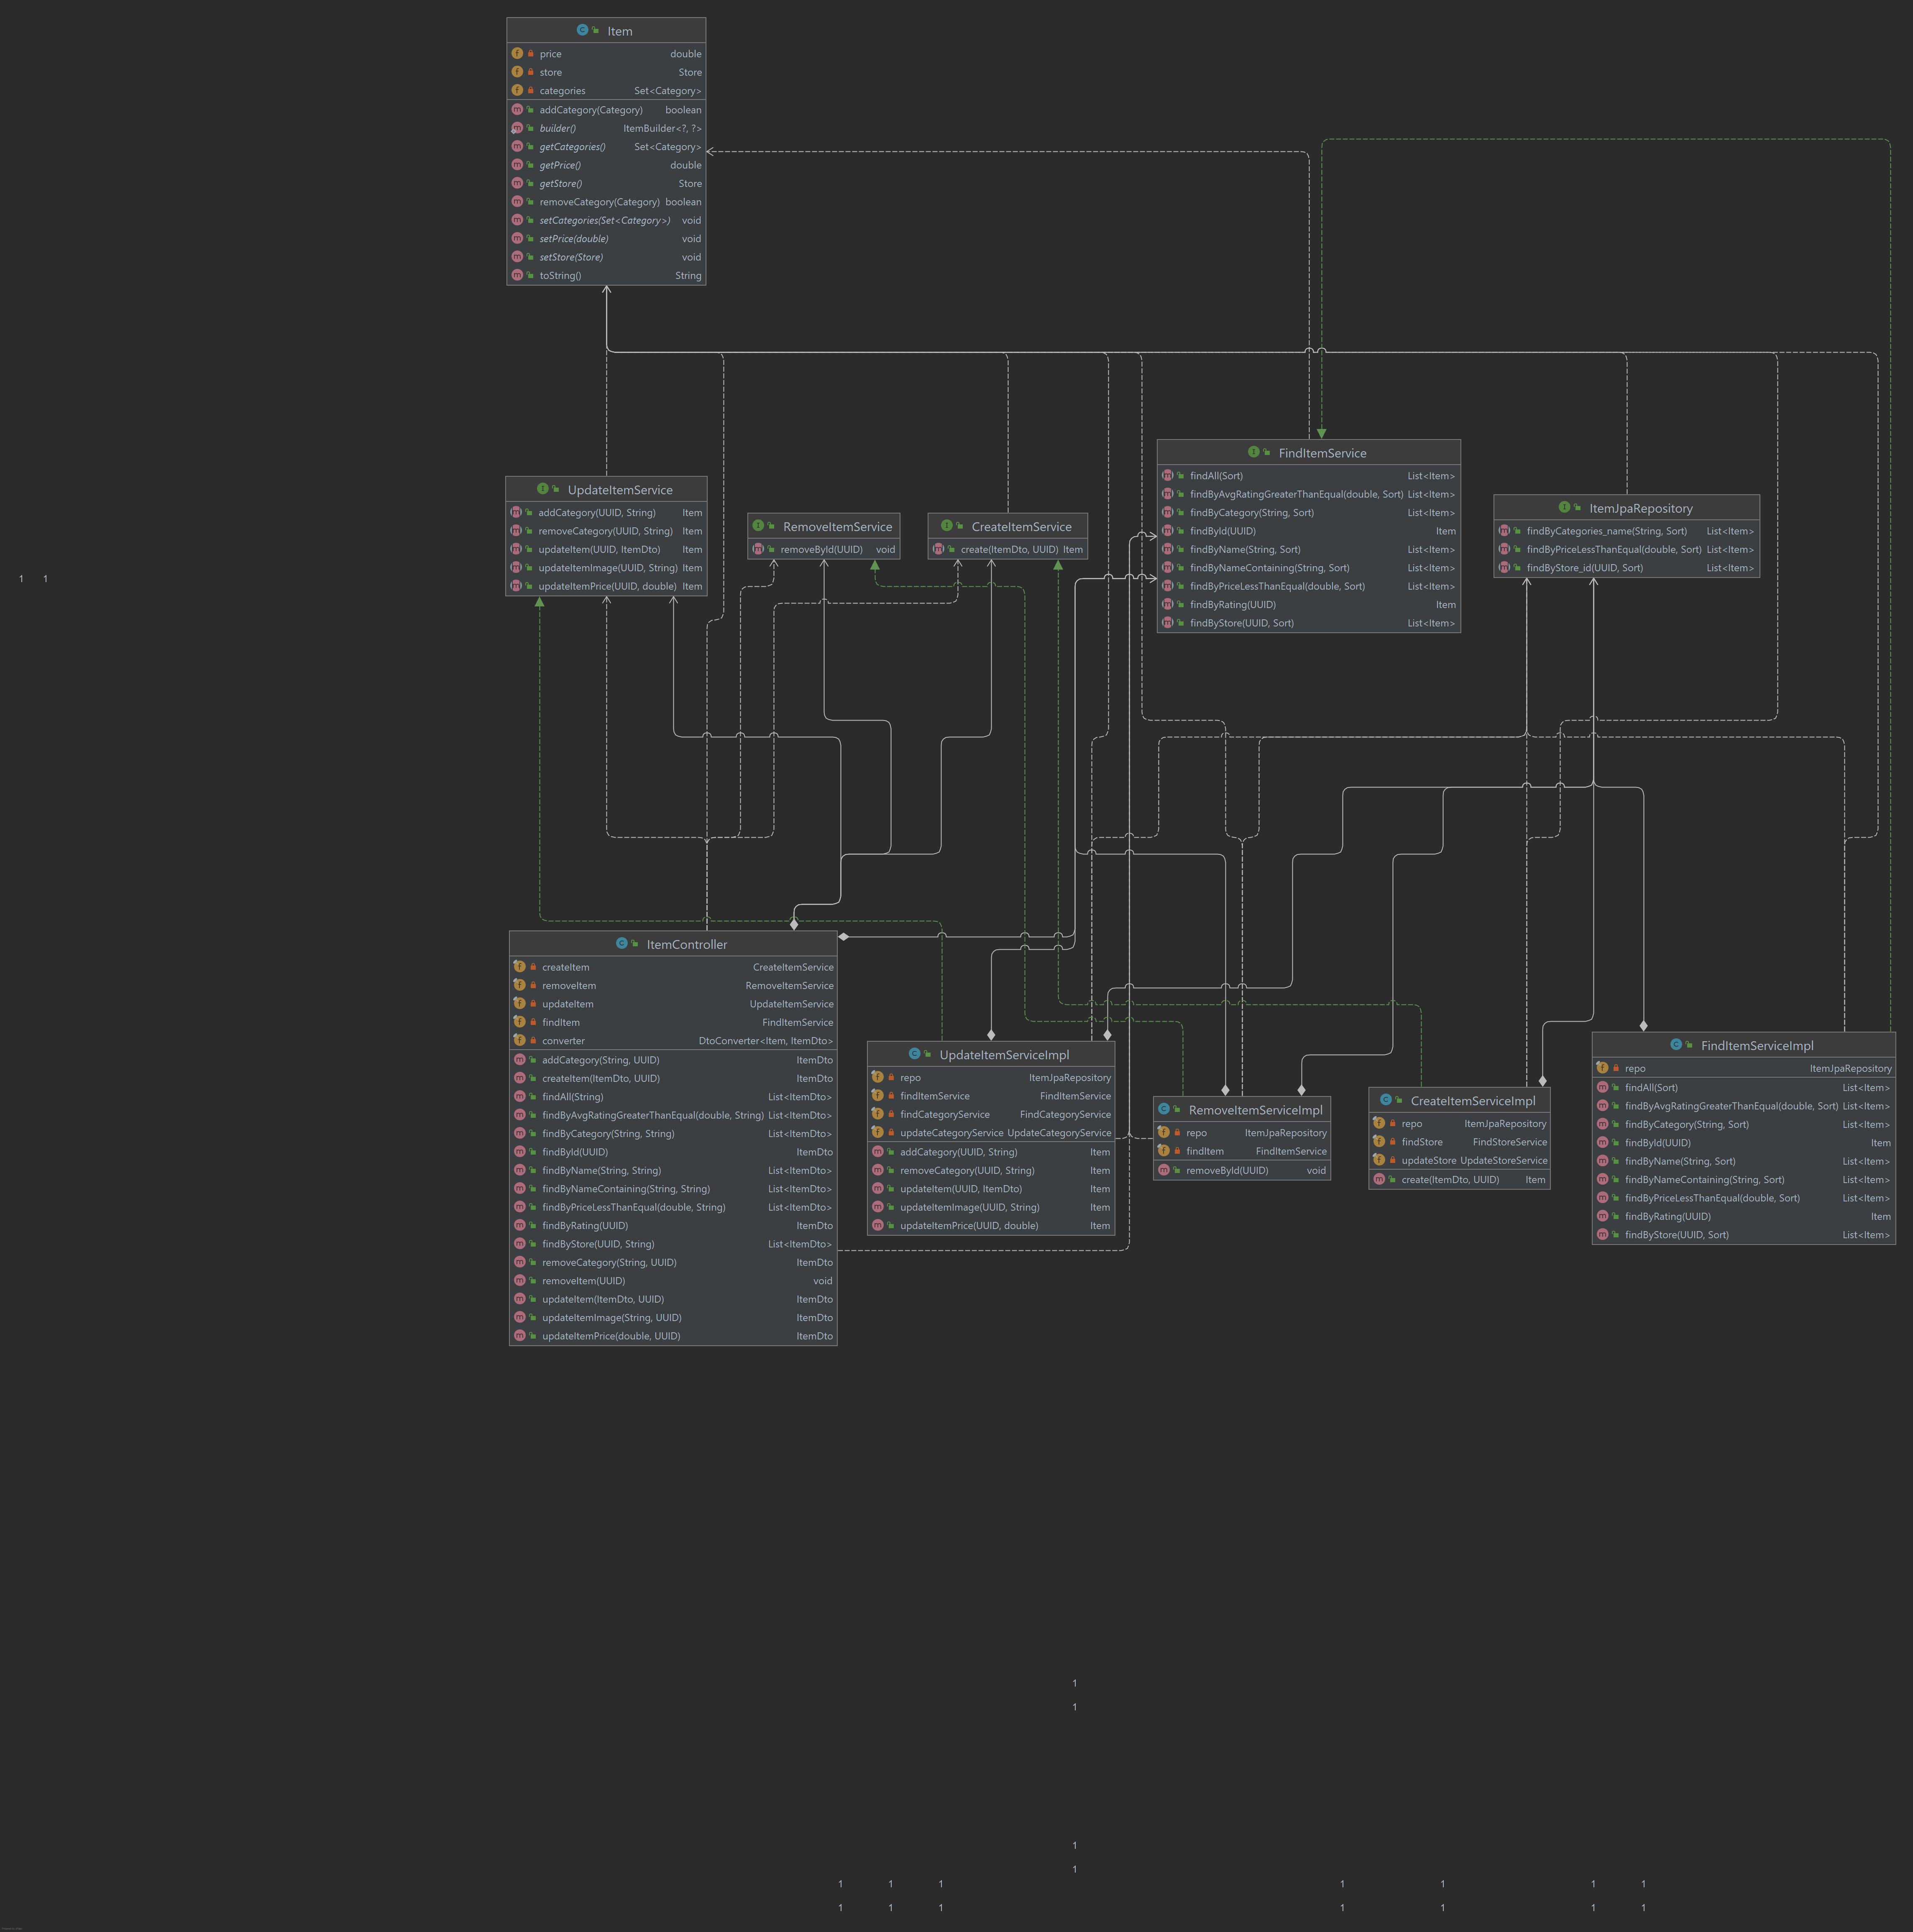 Item
price double
store Store
categories Set<Category>
addCategory(Category) boolean
builder() ItemBuilder<?, ?>
getCategories() Set<Category>
getPrice() double
getStore() Store
removeCategory(Category) boolean
setCategories(Set<Category>) void
setPrice(double) void
setStore(Store) void
toString() String
UpdateItemService
addCategory(UUID, String) Item
removeCategory(UUID, String) Item
updateItem(UUID, ItemDto) Item
updateItemImage(UUID, String) Item
updateItemPrice(UUID, double) Item
RemoveItemService
removeById(UUID) void
CreateItemService
create(ItemDto, UUID) Item
FindItemService
findAll(Sort) List<Item>
findByAvgRatingGreaterThanEqual(double, Sort) List<Item>
findByCategory(String, Sort) List<Item>
findById(UUID) Item
findByName(String, Sort) List<Item>
findByNameContaining(String, Sort) List<Item>
findByPriceLessThanEqual(double, Sort) List<Item>
findByRating(UUID) Item
findByStore(UUID, Sort) List<Item>
ItemJpaRepository
findByCategories_name(String, Sort) List<Item>
findByPriceLessThanEqual(double, Sort) List<Item>
findByStore_id(UUID, Sort) List<Item>
1 1
ItemController
createItem CreateItemService
removeItem RemoveItemService
updateItem UpdateItemService
findItem FindItemService
converter DtoConverter<Item, ItemDto>
addCategory(String, UUID) ItemDto
createItem(ItemDto, UUID) ItemDto
findAll(String) List<ItemDto>
findByAvgRatingGreaterThanEqual(double, String) List<ItemDto>
findByCategory(String, String) List<ItemDto>
findById(UUID) ItemDto
findByName(String, String) List<ItemDto>
findByNameContaining(String, String) List<ItemDto>
findByPriceLessThanEqual(double, String) List<ItemDto>
findByRating(UUID) ItemDto
findByStore(UUID, String) List<ItemDto>
removeCategory(String, UUID) ItemDto
removeItem(UUID) void
updateItem(ItemDto, UUID) ItemDto
updateItemImage(String, UUID) ItemDto
updateItemPrice(double, UUID) ItemDto
UpdateItemServiceImpl
repo ItemJpaRepository
findItemService FindItemService
findCategoryService FindCategoryService
updateCategoryService UpdateCategoryService
addCategory(UUID, String) Item
removeCategory(UUID, String) Item
updateItem(UUID, ItemDto) Item
updateItemImage(UUID, String) Item
updateItemPrice(UUID, double) Item
RemoveItemServiceImpl
repo ItemJpaRepository
findItem FindItemService
removeById(UUID) void
CreateItemServiceImpl
repo ItemJpaRepository
findStore FindStoreService
updateStore UpdateStoreService
create(ItemDto, UUID) Item
FindItemServiceImpl
repo ItemJpaRepository
findAll(Sort) List<Item>
findByAvgRatingGreaterThanEqual(double, Sort) List<Item>
findByCategory(String, Sort) List<Item>
findById(UUID) Item
findByName(String, Sort) List<Item>
findByNameContaining(String, Sort) List<Item>
findByPriceLessThanEqual(double, Sort) List<Item>
findByRating(UUID) Item
findByStore(UUID, Sort) List<Item>
1
1
1
1
1 1 1 1 1 1 1
1 1 1 1 1 1 1